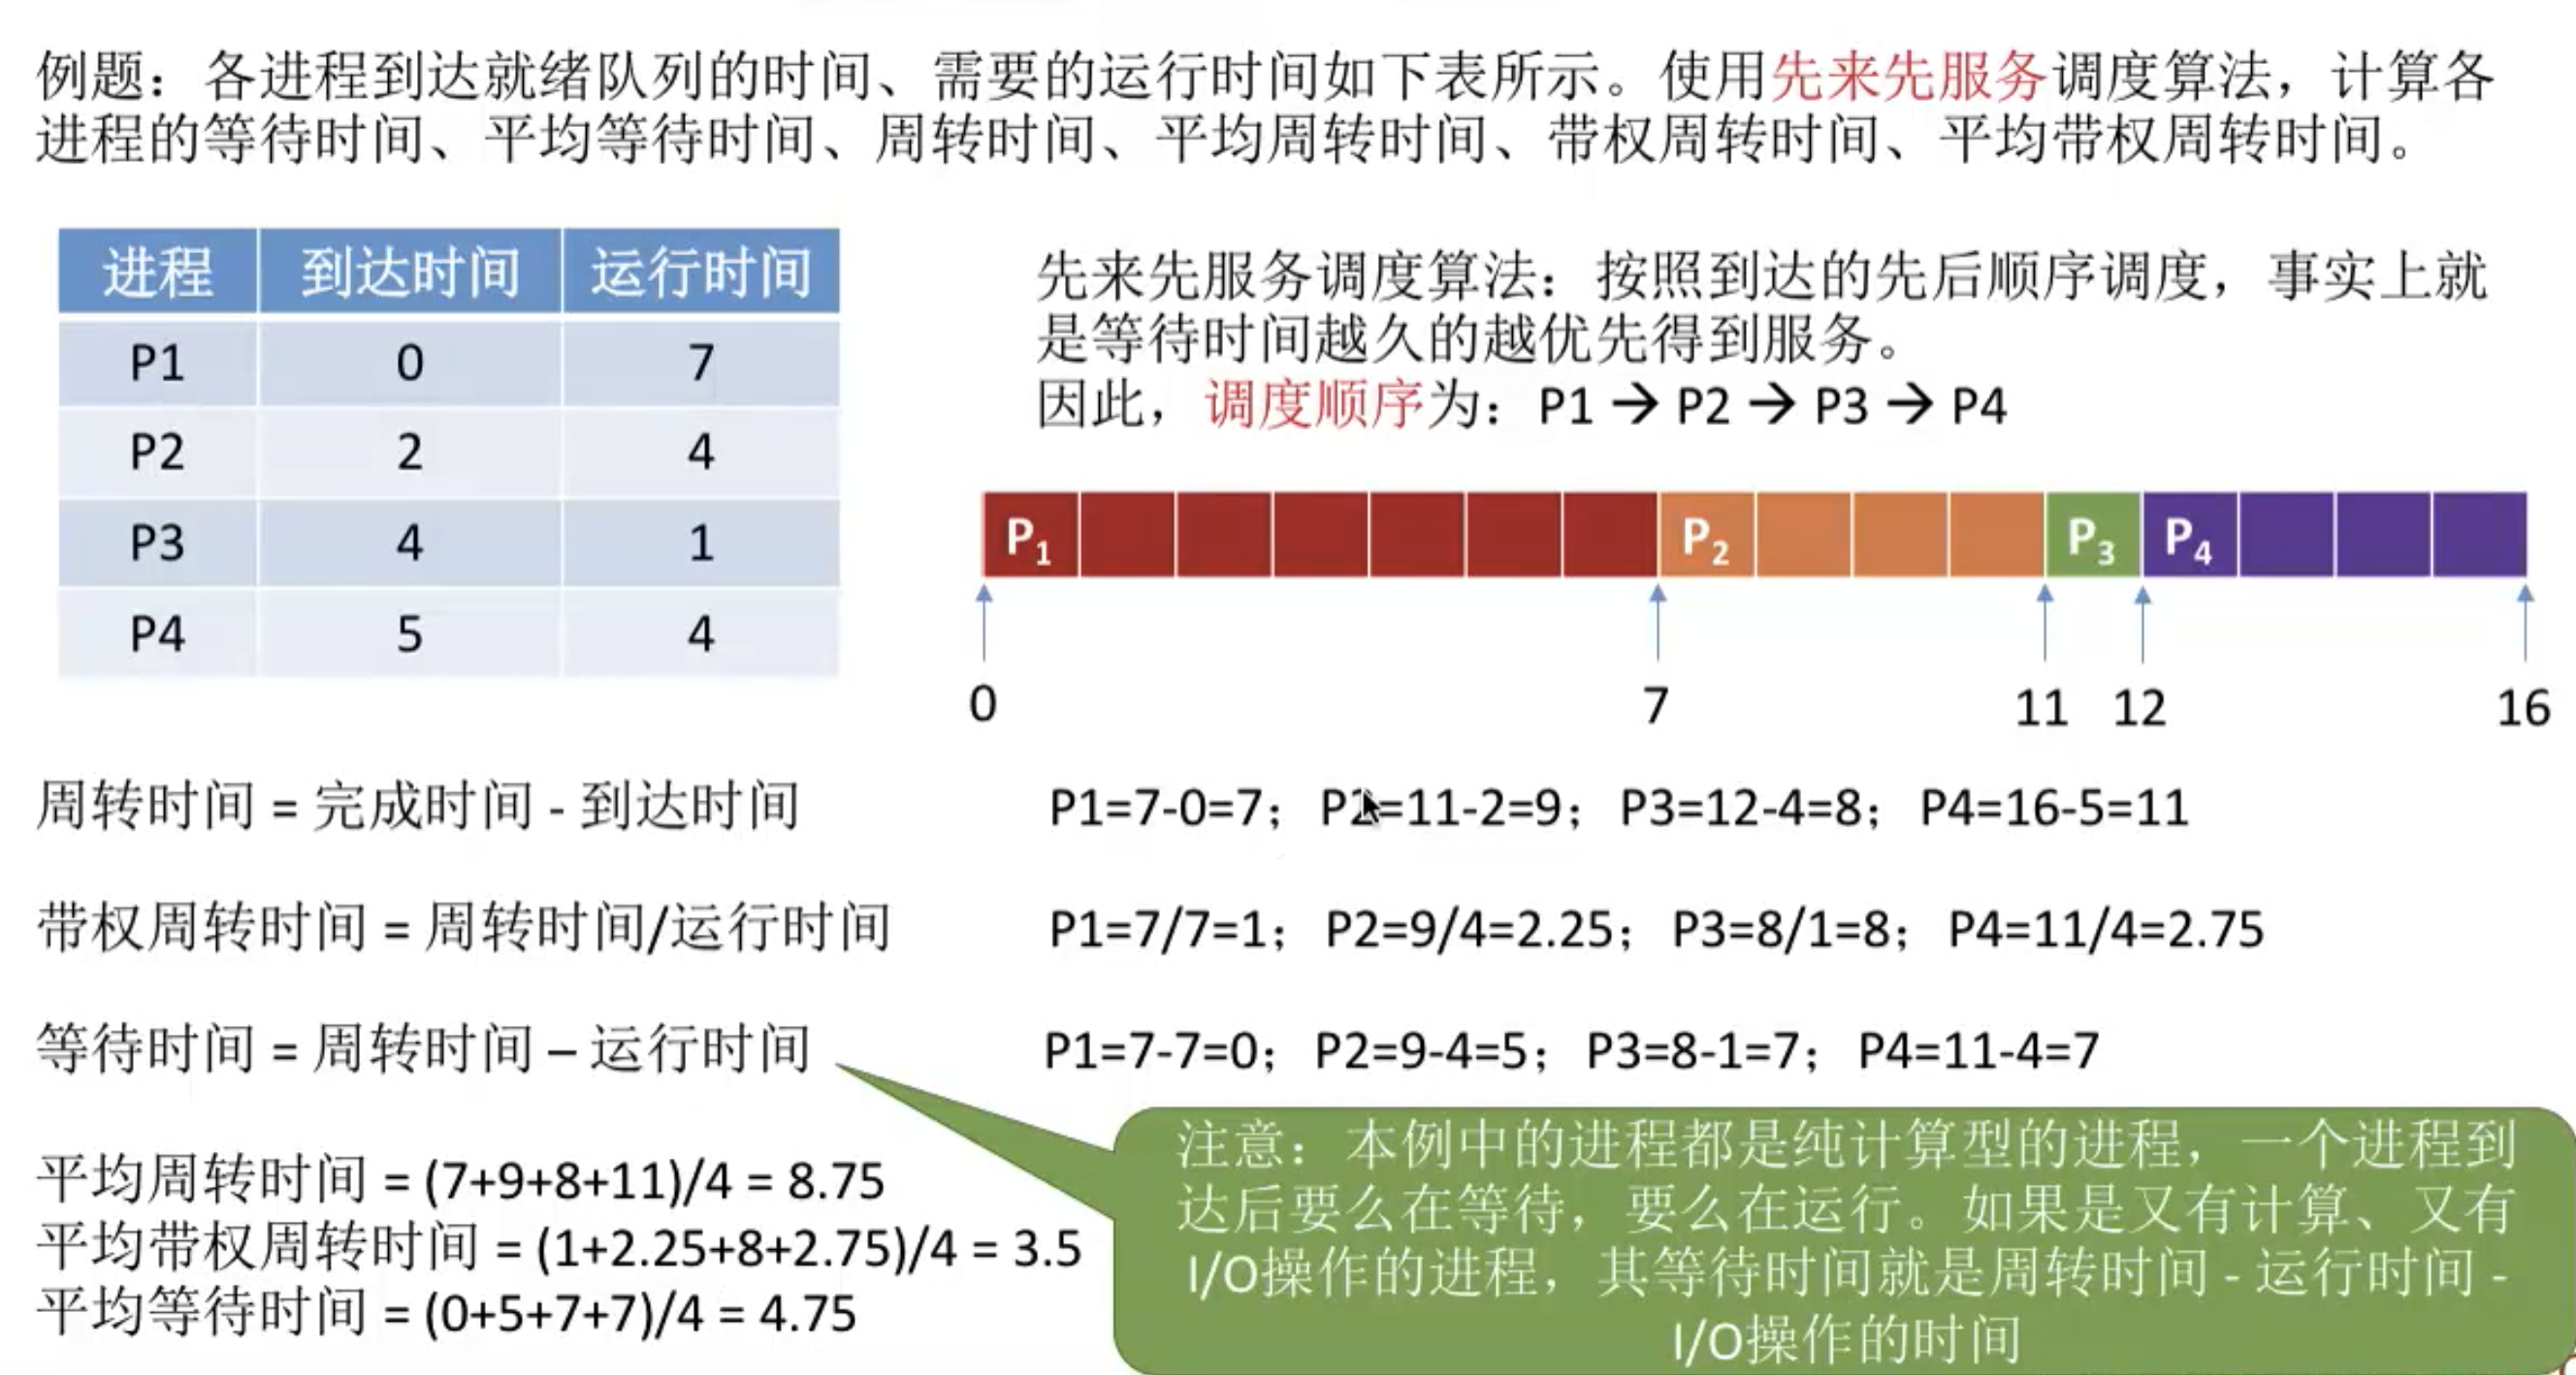 例题：各进程到达就绪队列的时间、需要的运行时间如下表所示。使用先来先服务调度算法，计算各
进程的等待时间、平均等待时间、周转时间、平均周转时间、带权周转时间、平均带权周转时间。
进程 到达时间 运行时间
P1 0 7
P2 2 4
P3 4 1
P4 5 4
先来先服务调度算法：按照到达的先后顺序调度，事实上就
是等待时间越久的越优先得到服务。
因此，调度顺序为：P1 → P2 → P3 → P4
P₁ P₂ P₃ P₄
0 7 11 12 16
周转时间 = 完成时间 - 到达时间
P1=7-0=7；P2=11-2=9；P3=12-4=8；P4=16-5=11
带权周转时间 = 周转时间/运行时间
P1=7/7=1；P2=9/4=2.25；P3=8/1=8；P4=11/4=2.75
等待时间 = 周转时间 – 运行时间
P1=7-7=0；P2=9-4=5；P3=8-1=7；P4=11-4=7
平均周转时间 = (7+9+8+11)/4 = 8.75
平均带权周转时间 = (1+2.25+8+2.75)/4 = 3.5
平均等待时间 = (0+5+7+7)/4 = 4.75
注意：本例中的进程都是纯计算型的进程，一个进程到
达后要么在等待，要么在运行。如果是又有计算、又有
I/O操作的进程，其等待时间就是周转时间 - 运行时间 -
I/O操作的时间